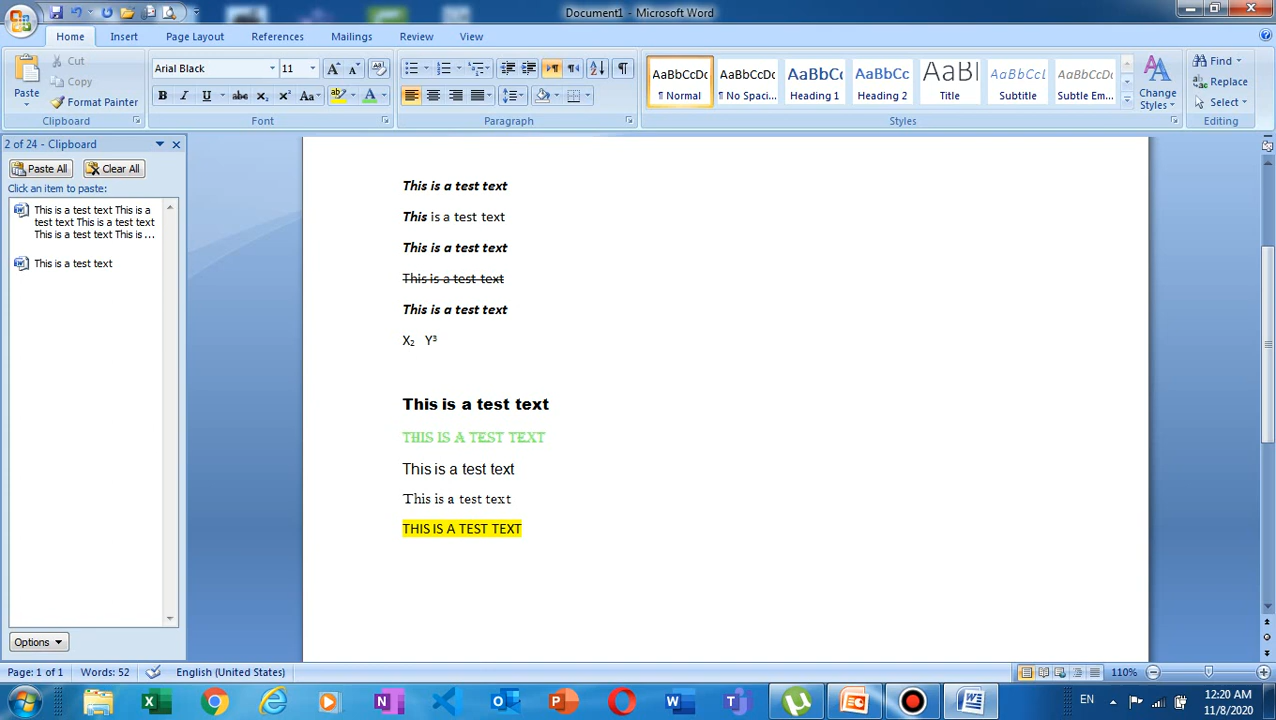 Document1 - Microsoft Word
Home Insert Page Layout References Mailings Review View
Paste
Cut
Copy
Format Painter
Clipboard
Arial Black 11
B I U x₂ x² Aa A
Font
Paragraph
AaBbCcDc AaBbCcD. AaBbC AaBbCc AaBl AaBbCcL AaBbCcD.
¶ Normal ¶ No Spaci... Heading 1 Heading 2 Title Subtitle Subtle Em...
Change Styles
Styles
Find
Replace
Select
Editing
2 of 24 - Clipboard
Paste All Clear All
Click an item to paste:
This is a test text This is a
test text This is a test text
This is a test text This is ...
This is a test text
Options
This is a test text
This is a test text
This is a test text
This is a test text
This is a test text
X₂ Y³
This is a test text
THIS IS A TEST TEXT
This is a test text
This is a test text
THIS IS A TEST TEXT
Page: 1 of 1 Words: 52 English (United States) 110%
EN
12:20 AM
11/8/2020